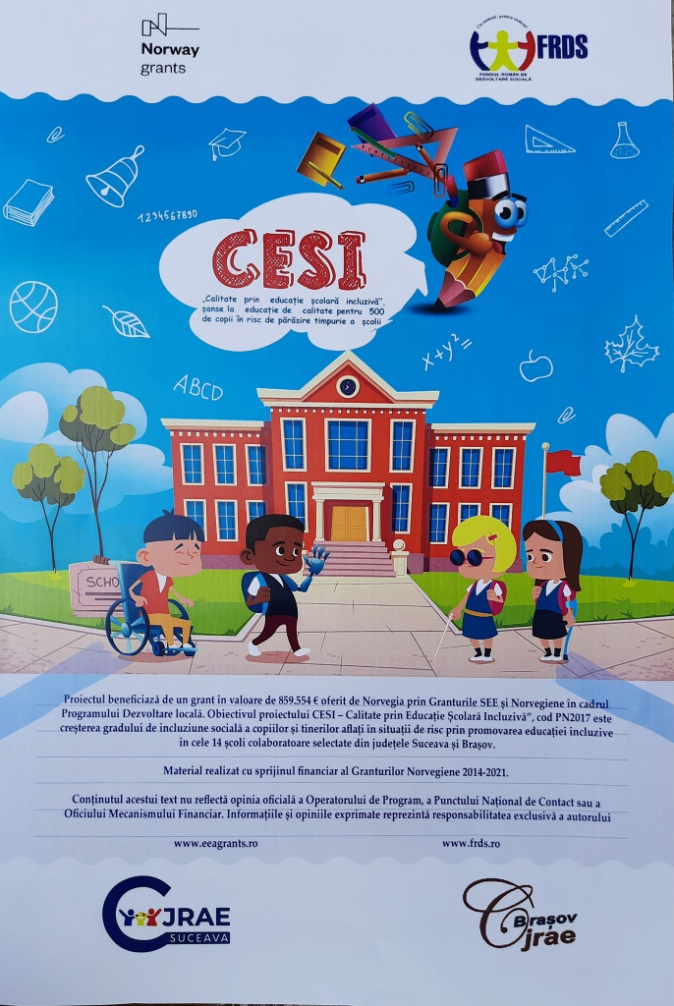 Norway
grants
Cu oameni, pentru oameni!
FRDS
FONDUL ROMÂN DE
DEZVOLTARE SOCIALĂ
1234567890
CESI
„Calitate prin educație școlară incluzivă”,
șanse la educație de calitate pentru 500
de copii în risc de părăsire timpurie a școlii
x+y²=
ABCD
SCHO
Proiectul beneficiază de un grant în valoare de 859.554 € oferit de Norvegia prin Granturile SEE și Norvegiene în cadrul
Programului Dezvoltare locală. Obiectivul proiectului CESI – Calitate prin Educație Școlară Incluzivă”, cod PN2017 este
creșterea gradului de incluziune socială a copiilor și tinerilor aflați în situații de risc prin promovarea educației incluzive
în cele 14 școli colaboratoare selectate din județele Suceava și Brașov.
Material realizat cu sprijinul financiar al Granturilor Norvegiene 2014-2021.
Conținutul acestui text nu reflectă opinia oficială a Operatorului de Program, a Punctului Național de Contact sau a
Oficiului Mecanismului Financiar. Informațiile și opiniile exprimate reprezintă responsabilitatea exclusivă a autorului
www.eeagrants.ro
www.frds.ro
CJRAE
SUCEAVA
Brașov
Cjrae